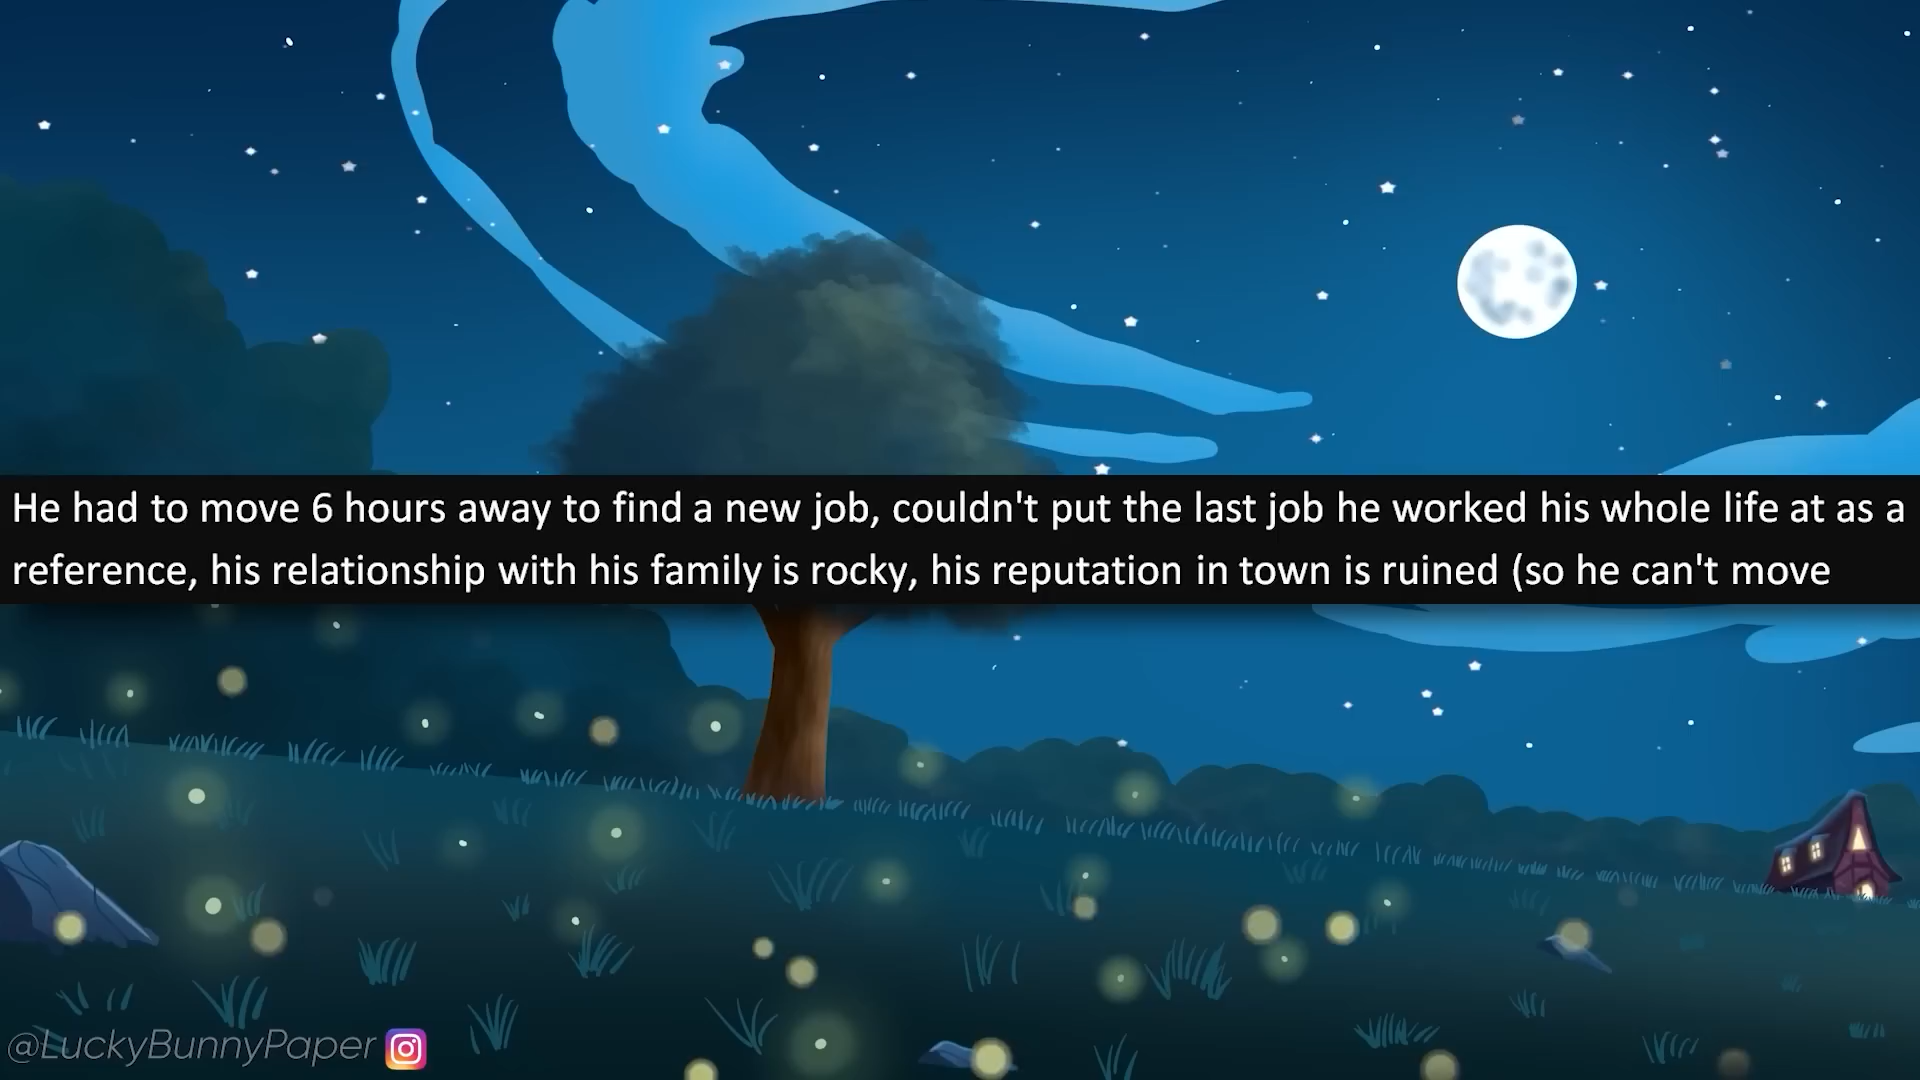 He had to move 6 hours away to find a new job, couldn't put the last job he worked his whole life at as a
reference, his relationship with his family is rocky, his reputation in town is ruined (so he can't move
@LuckyBunnyPaper